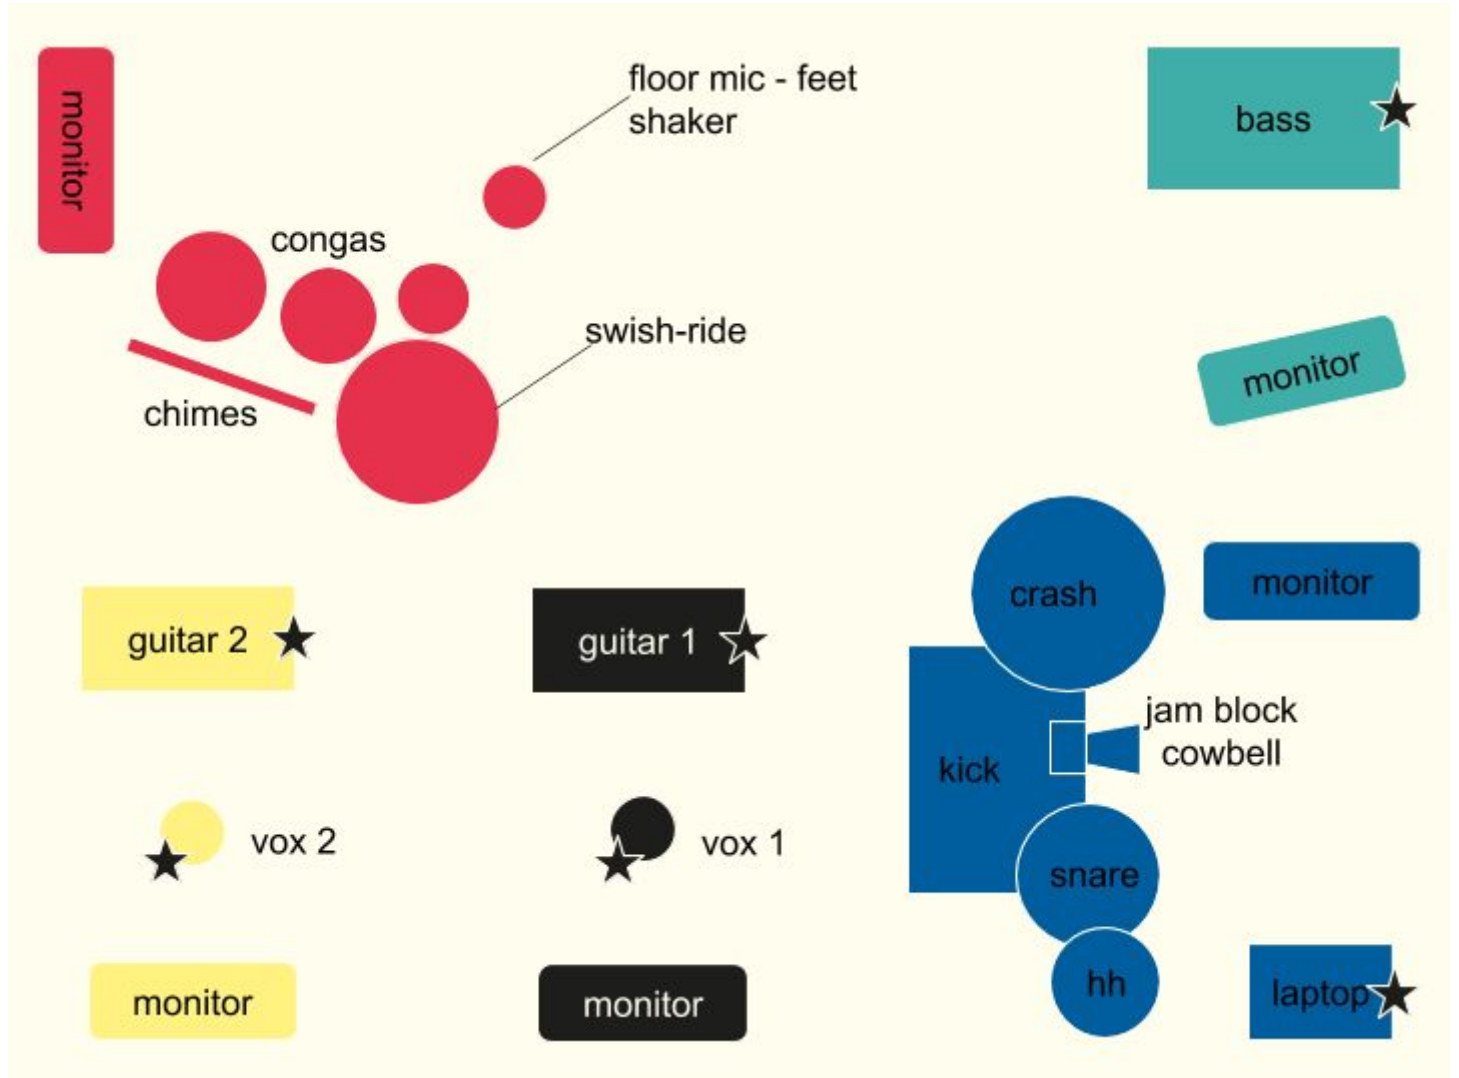 monitor
floor mic - feet
shaker
bass
congas
swish-ride
monitor
chimes
crash
monitor
guitar 2
guitar 1
jam block
cowbell
kick
vox 2
vox 1
snare
hh
laptop
monitor
monitor